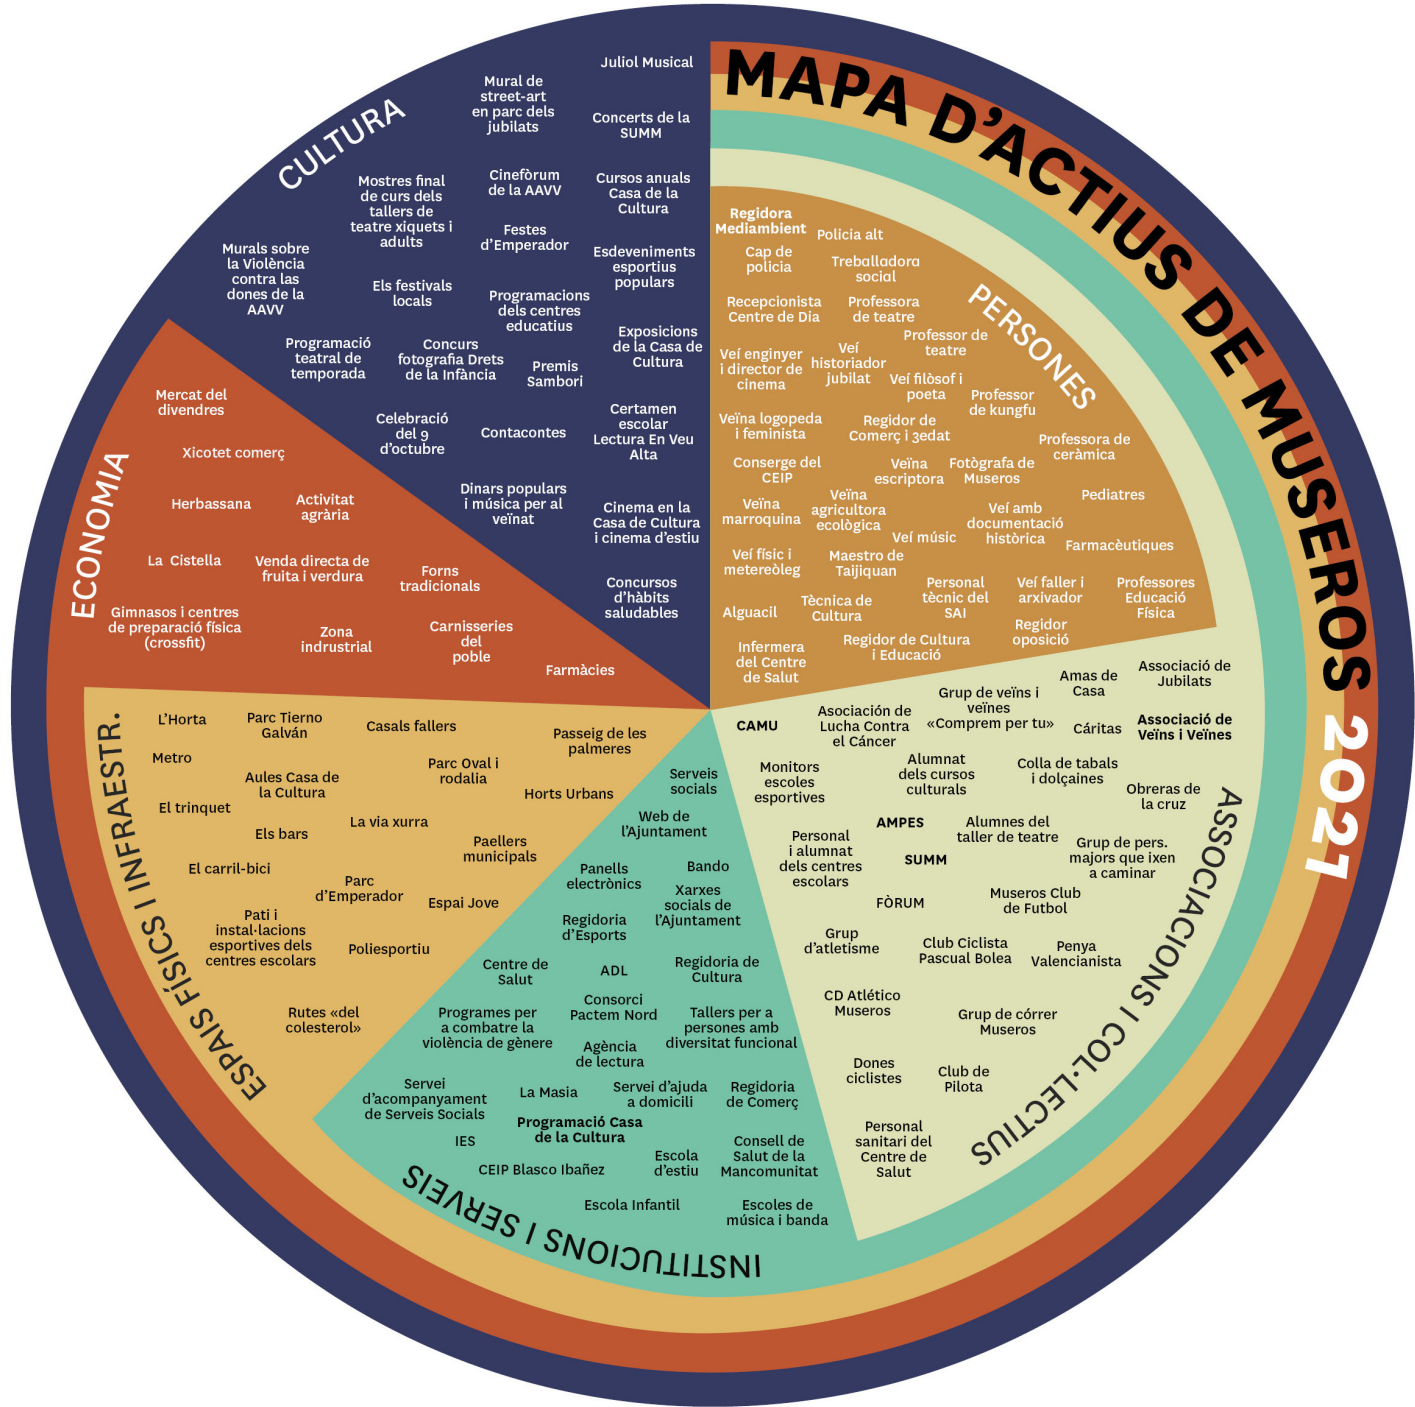 MAPA D'ACTIUS DE MUSEROS 2021
CULTURA
Juliol Musical
Mural de
street-art
en parc dels
jubilats
Concerts de la
SUMM
Mostres final
de curs dels
tallers de
teatre xiquets i
adults
Cinefòrum
de la AAVV
Cursos anuals
Casa de la
Cultura
Festes
d'Emperador
Murals sobre
la Violència
contra las
dones de la
AAVV
Esdeveniments
esportius
populars
Els festivals
locals
Programacions
dels centres
educatius
Exposicions
de la Casa de
Cultura
Programació
teatral de
temporada
Concurs
fotografia Drets
de la Infància
Premis
Sambori
Celebració
del 9
d'octubre
Contacontes
Certamen
escolar
Lectura En Veu
Alta
Dinars populars
i música per al
veïnat
Cinema en la
Casa de Cultura
i cinema d'estiu
Concursos
d'hàbits
saludables
PERSONES
Regidora
Mediambient
Policia alt
Cap de
policia
Treballadora
social
Recepcionista
Centre de Dia
Professora
de teatre
Professor de
teatre
Veí enginyer
i director de
cinema
Veí
historiador
jubilat
Veí filòsof i
poeta
Professor
de kungfu
Veïna logopeda
i feminista
Regidor de
Comerç i 3edat
Professora de
ceràmica
Conserge del
CEIP
Veïna
escriptora
Fotògrafa de
Museros
Pediatres
Veïna
marroquina
Veïna
agricultora
ecològica
Veí músic
Veí amb
documentació
històrica
Farmacèutiques
Veí físic i
metereòleg
Maestro de
Taijiquan
Personal
tècnic del
SAI
Veí faller i
arxivador
Professores
Educació
Física
Alguacil
Tècnica de
Cultura
Regidor
oposició
Infermera
del Centre
de Salut
Regidor de Cultura
i Educació
ASSOCIACIONS I COL·LECTIUS
Associació de
Jubilats
Amas de
Casa
Grup de veïns i
veïnes
«Comprem per tu»
Cáritas
Associació de
Veïns i Veïnes
CAMU
Asociación de
Lucha Contra
el Cáncer
Monitors
escoles
esportives
Alumnat
dels cursos
culturals
Colla de tabals
i dolçaines
Obreras de
la cruz
AMPES
Alumnes del
taller de teatre
Personal
i alumnat
dels centres
escolars
SUMM
Grup de pers.
majors que ixen
a caminar
FÒRUM
Museros Club
de Futbol
Grup
d'atletisme
Club Ciclista
Pascual Bolea
Penya
Valencianista
CD Atlético
Museros
Grup de córrer
Museros
Dones
ciclistes
Club de
Pilota
Personal
sanitari del
Centre de
Salut
INSTITUCIONS I SERVEIS
Serveis
socials
Web de
l'Ajuntament
Panells
electrònics
Bando
Xarxes
socials de
l'Ajuntament
Regidoria
d'Esports
Centre de
Salut
ADL
Regidoria de
Cultura
Programes per
a combatre la
violència de gènere
Consorci
Pactem Nord
Tallers per a
persones amb
diversitat funcional
Agència
de lectura
Servei
d'acompanyament
de Serveis Socials
La Masia
Servei d'ajuda
a domicili
Regidoria
de Comerç
Programació Casa
de la Cultura
IES
Consell de
Salut de la
Mancomunitat
CEIP Blasco Ibañez
Escola
d'estiu
Escola Infantil
Escoles de
música i banda
ESPAIS FÍSICS I INFRAESTR.
L'Horta
Parc Tierno
Galván
Casals fallers
Passeig de les
palmeres
Metro
Parc Oval i
rodalia
Aules Casa de
la Cultura
Horts Urbans
El trinquet
Els bars
La via xurra
Paellers
municipals
El carril-bici
Parc
d'Emperador
Espai Jove
Pati i
instal·lacions
esportives dels
centres escolars
Poliesportiu
Rutes «del
colesterol»
ECONOMIA
Mercat del
divendres
Xicotet comerç
Herbassana
Activitat
agrària
La Cistella
Venda directa de
fruita i verdura
Forns
tradicionals
Gimnasos i centres
de preparació física
(crossfit)
Zona
indrustrial
Carnisseries
del
poble
Farmàcies